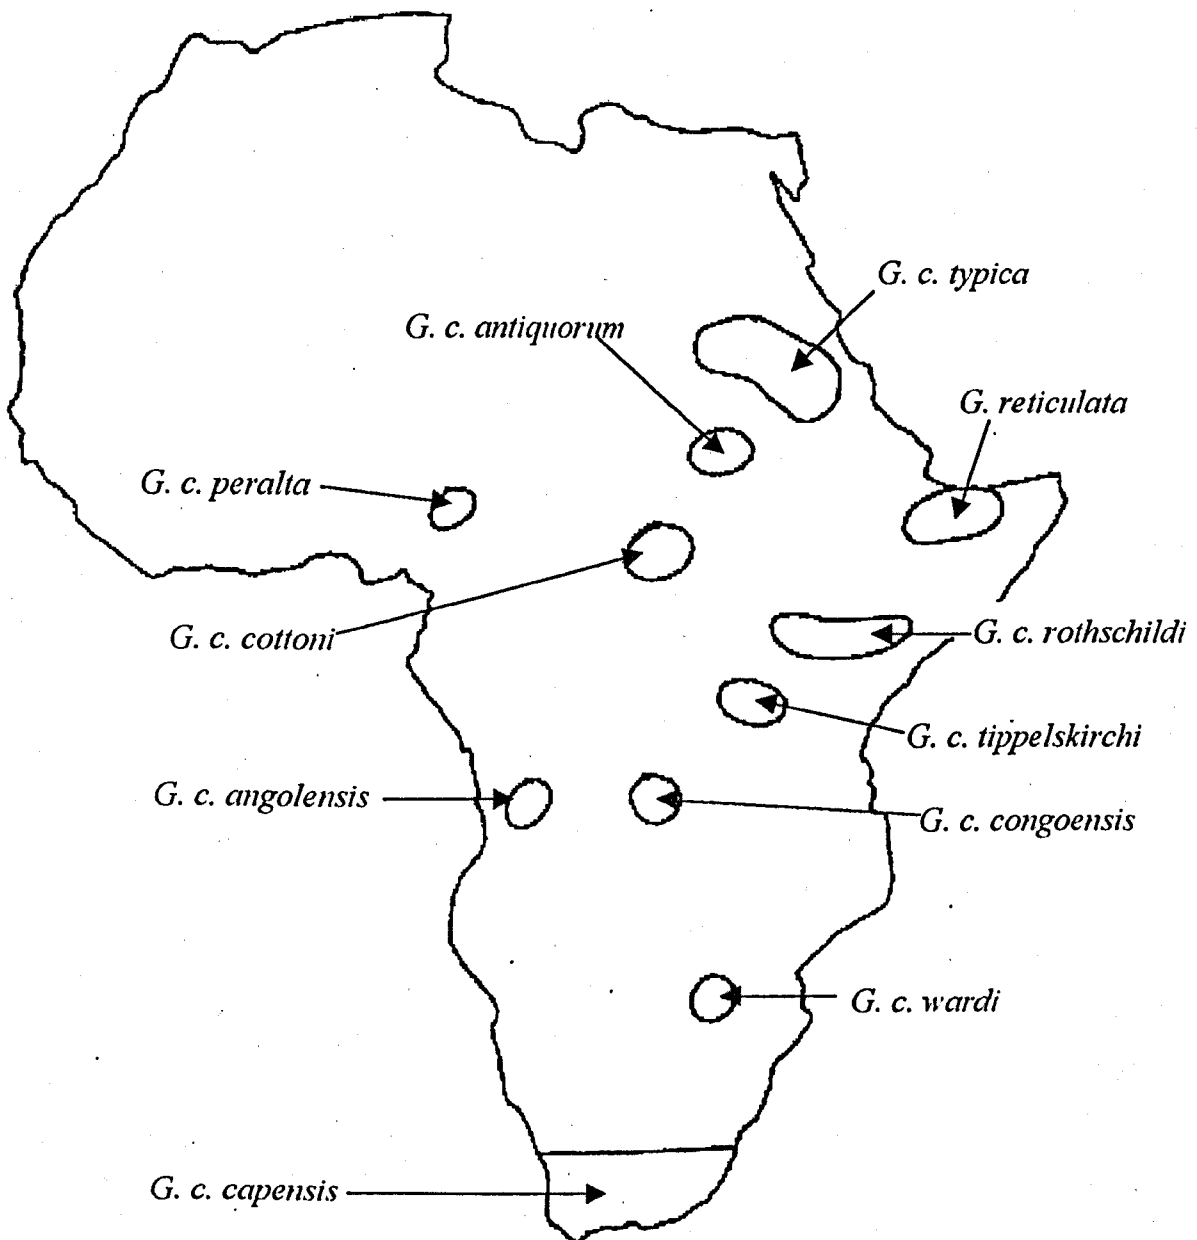 G. c. typica
G. c. antiquorum
G. reticulata
G. c. peralta
G. c. cottoni
G. c. rothschildi
G. c. tippelskirchi
G. c. angolensis
G. c. congoensis
G. c. wardi
G. c. capensis